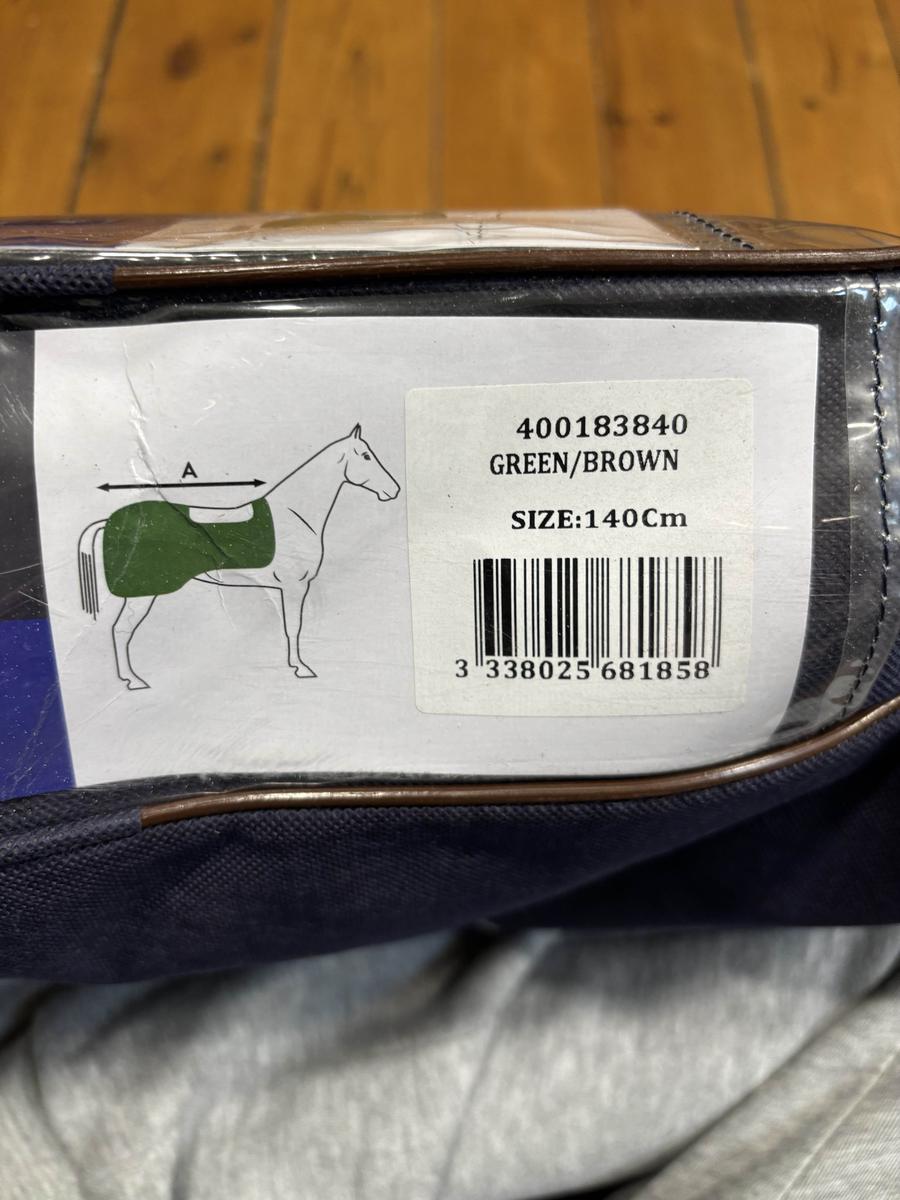 A
400183840
GREEN/BROWN
SIZE:140Cm
3 338025 681858